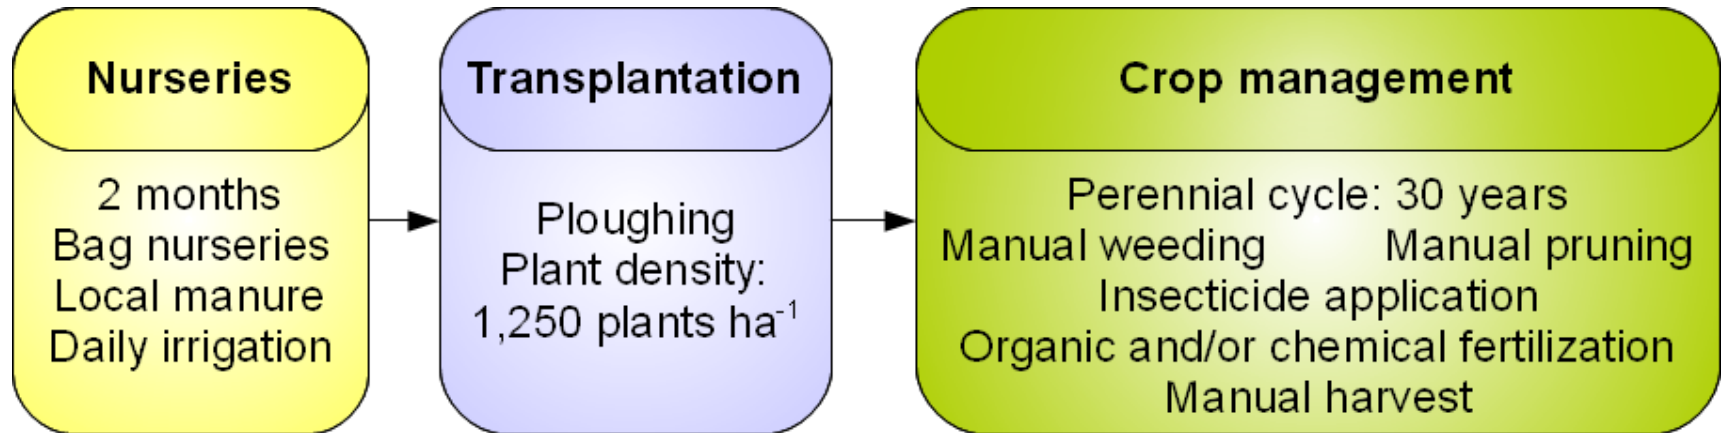 Nurseries
2 months
Bag nurseries
Local manure
Daily irrigation
Transplantation
Ploughing
Plant density:
1,250 plants ha⁻¹
Crop management
Perennial cycle: 30 years
Manual weeding Manual pruning
Insecticide application
Organic and/or chemical fertilization
Manual harvest